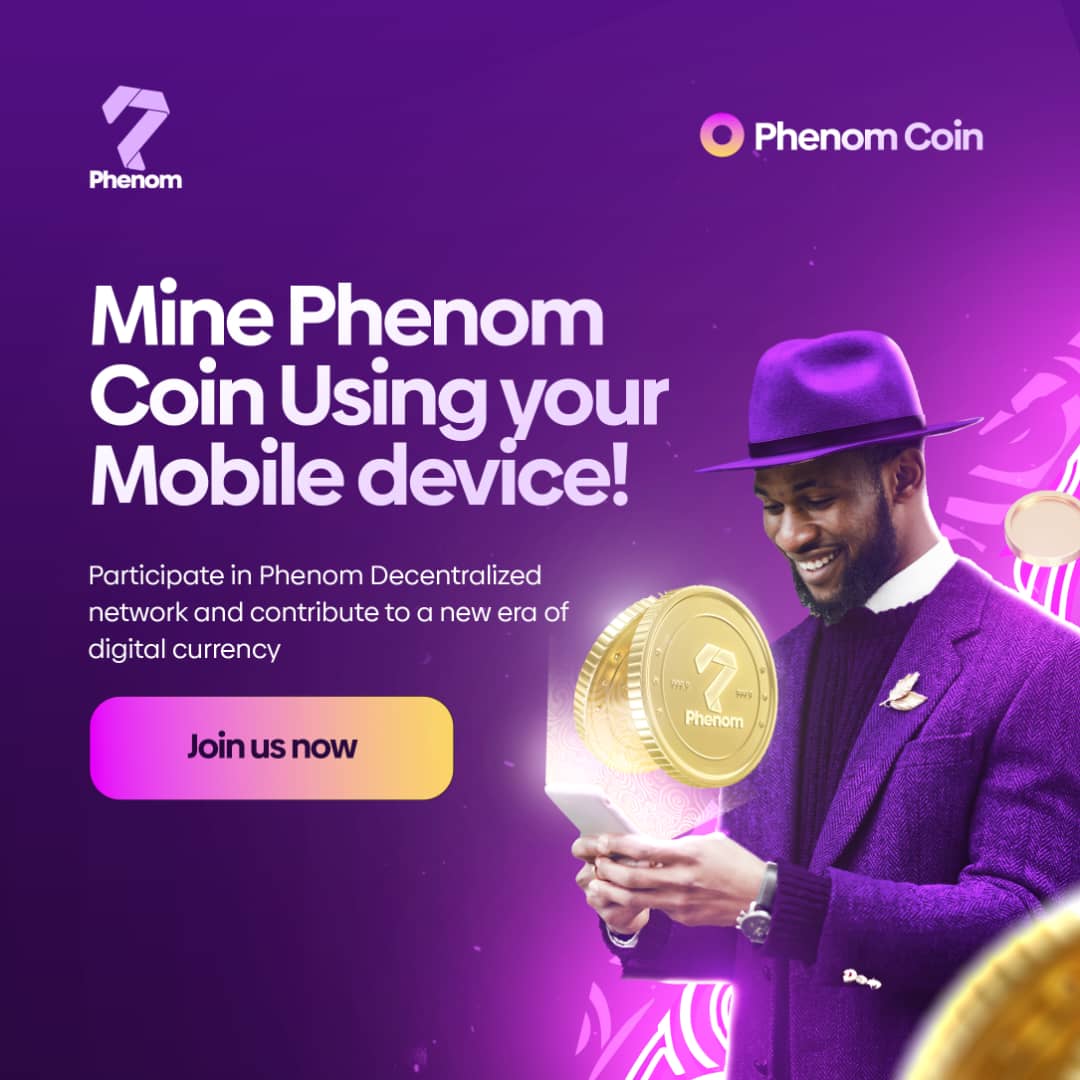 Phenom
Phenom Coin
Mine Phenom
Coin Using your
Mobile device!
Participate in Phenom Decentralized
network and contribute to a new era of
digital currency
Join us now
Phenom